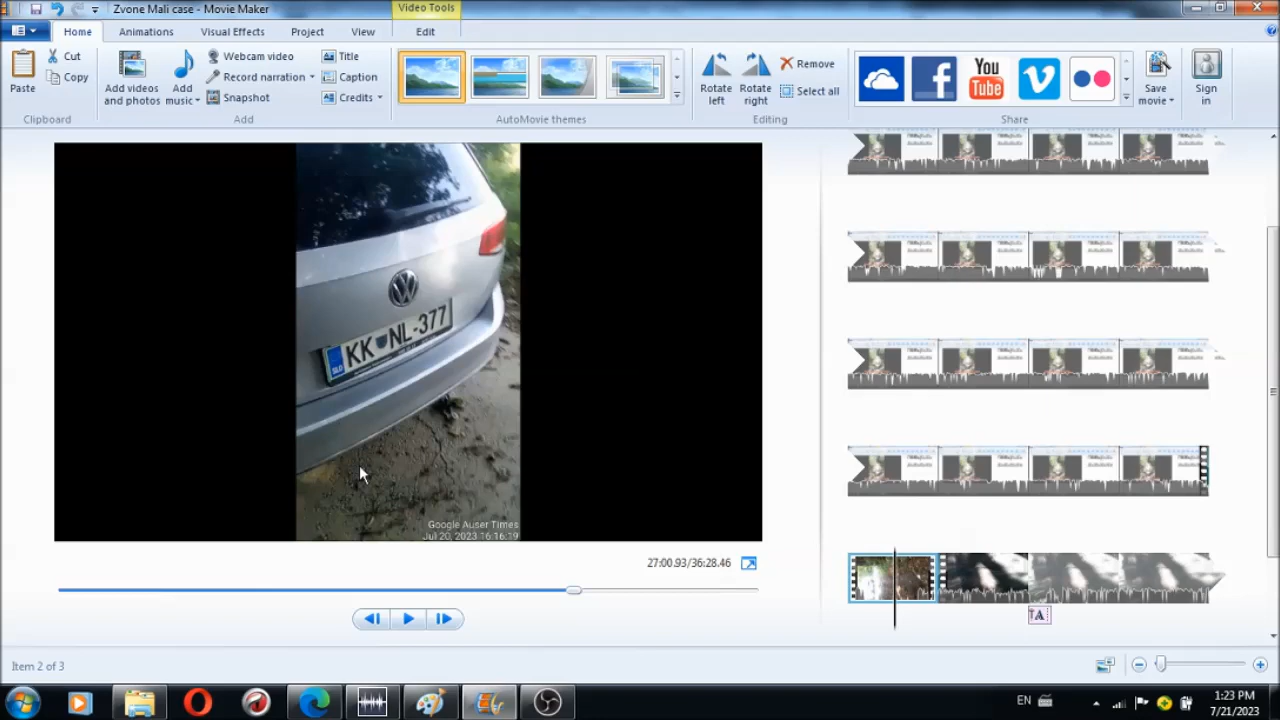 Zvone Mali case - Movie Maker
Video Tools
Home
Animations
Visual Effects
Project
View
Edit
Paste
Cut
Copy
Clipboard
Add videos and photos
Add music
Webcam video
Record narration
Snapshot
Title
Caption
Credits
Add
AutoMovie themes
Rotate left
Rotate right
Remove
Select all
Editing
You
Tube
Share
Save movie
Sign in
KK NL-377
SLO
Google Auser Times
Jul 20, 2023 16:16:19
27:00.93/36:28.46
A
Item 2 of 3
EN
1:23 PM
7/21/2023